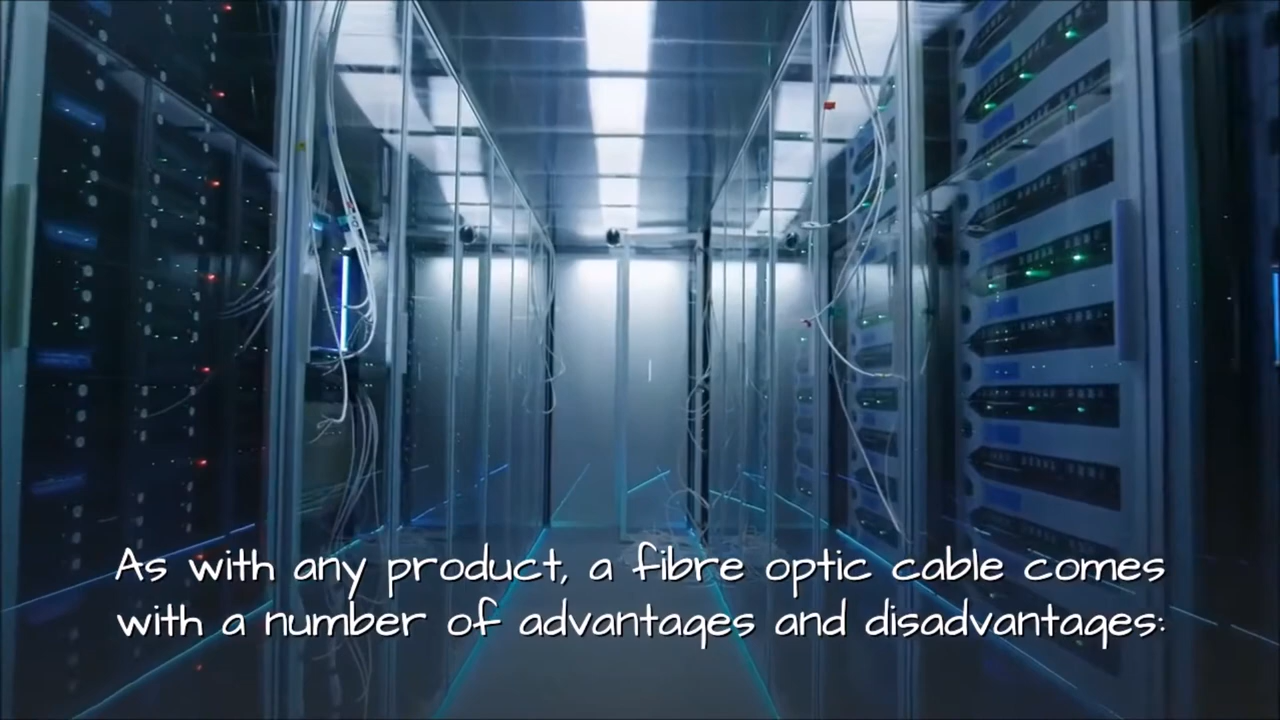 As with any product, a fibre optic cable comes
with a number of advantages and disadvantages: